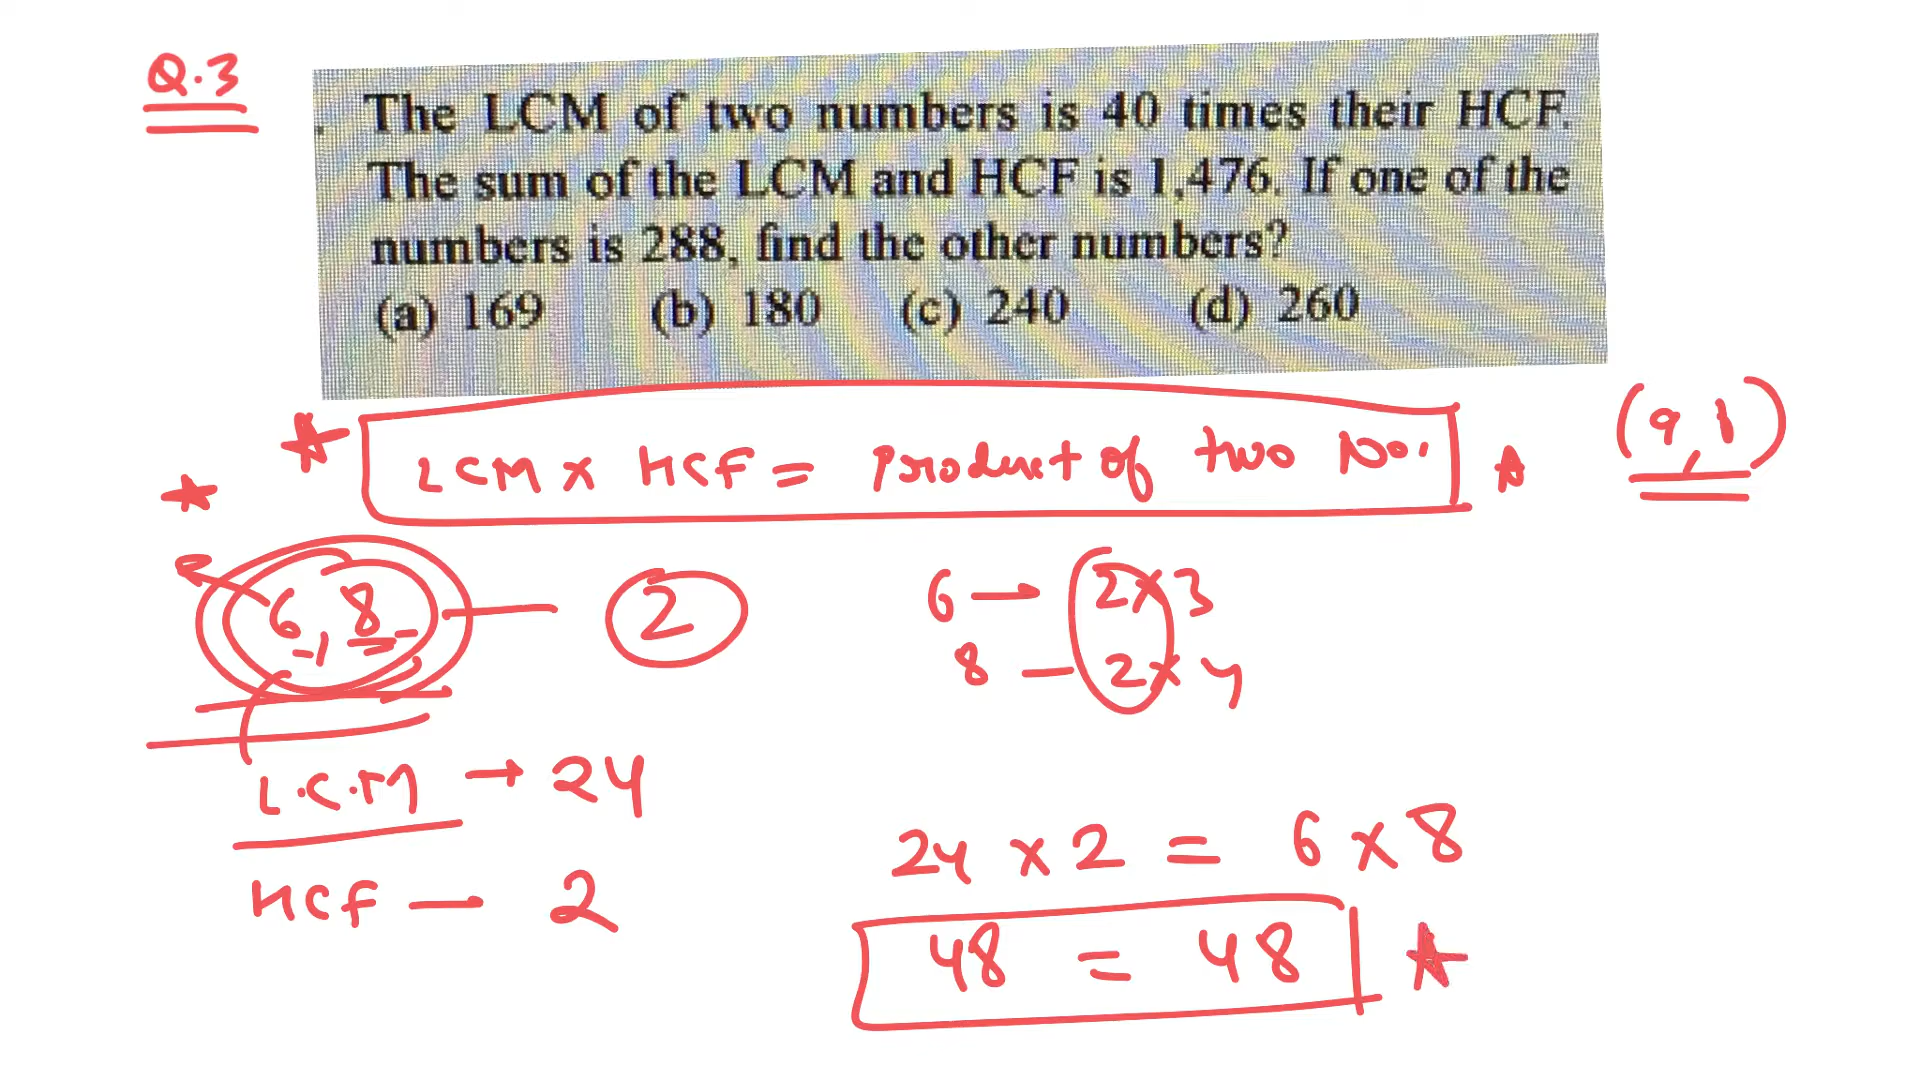 Q.3
The LCM of two numbers is 40 times their HCF.
The sum of the LCM and HCF is 1,476. If one of the
numbers is 288, find the other numbers?
(a) 169 (b) 180 (c) 240 (d) 260
LCM x HCF = Product of two No.
6, 8 2
6 → 2x3
8 — 2x4
L.C.M → 24
HCF — 2
24 x 2 = 6 x 8
48 = 48